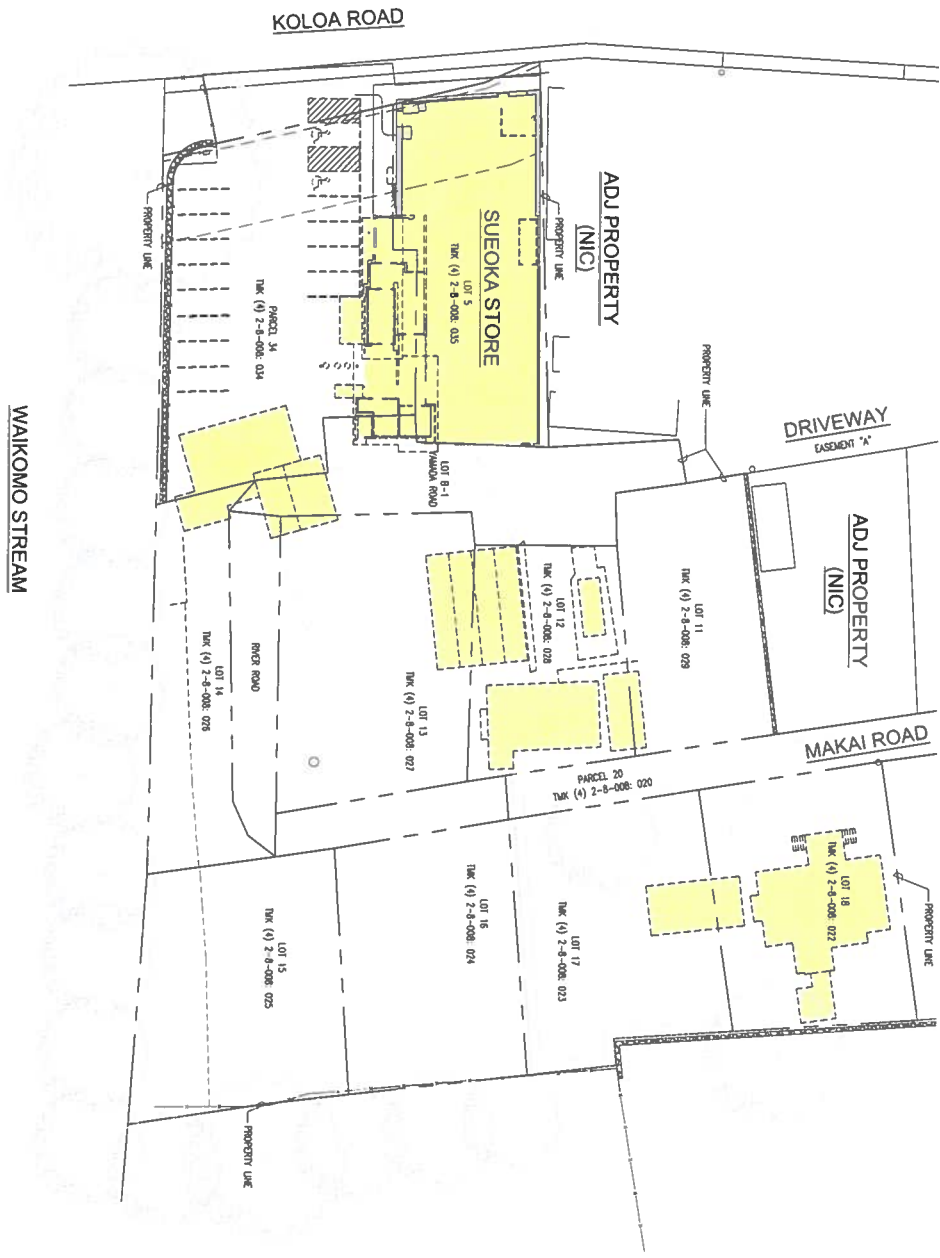 KOLOA ROAD
ADJ PROPERTY
(NIC)
PROPERTY LINE
PROPERTY LINE
SUEOKA STORE
LOT 5
TMK (4) 2-8-008: 035
PARCEL 34
TMK (4) 2-8-008: 034
PROPERTY LINE
DRIVEWAY
EASEMENT "A"
WAIKOMO STREAM
LOT B-1
YAMADA ROAD
ADJ PROPERTY
(NIC)
LOT 11
TMK (4) 2-8-008: 029
LOT 12
TMK (4) 2-8-008: 028
LOT 13
TMK (4) 2-8-008: 027
RIVER ROAD
LOT 14
TMK (4) 2-8-008: 026
MAKAI ROAD
PARCEL 20
TMK (4) 2-8-008: 020
LOT 18
TMK (4) 2-8-008: 022
PROPERTY LINE
LOT 17
TMK (4) 2-8-008: 023
LOT 16
TMK (4) 2-8-008: 024
LOT 15
TMK (4) 2-8-008: 025
PROPERTY LINE